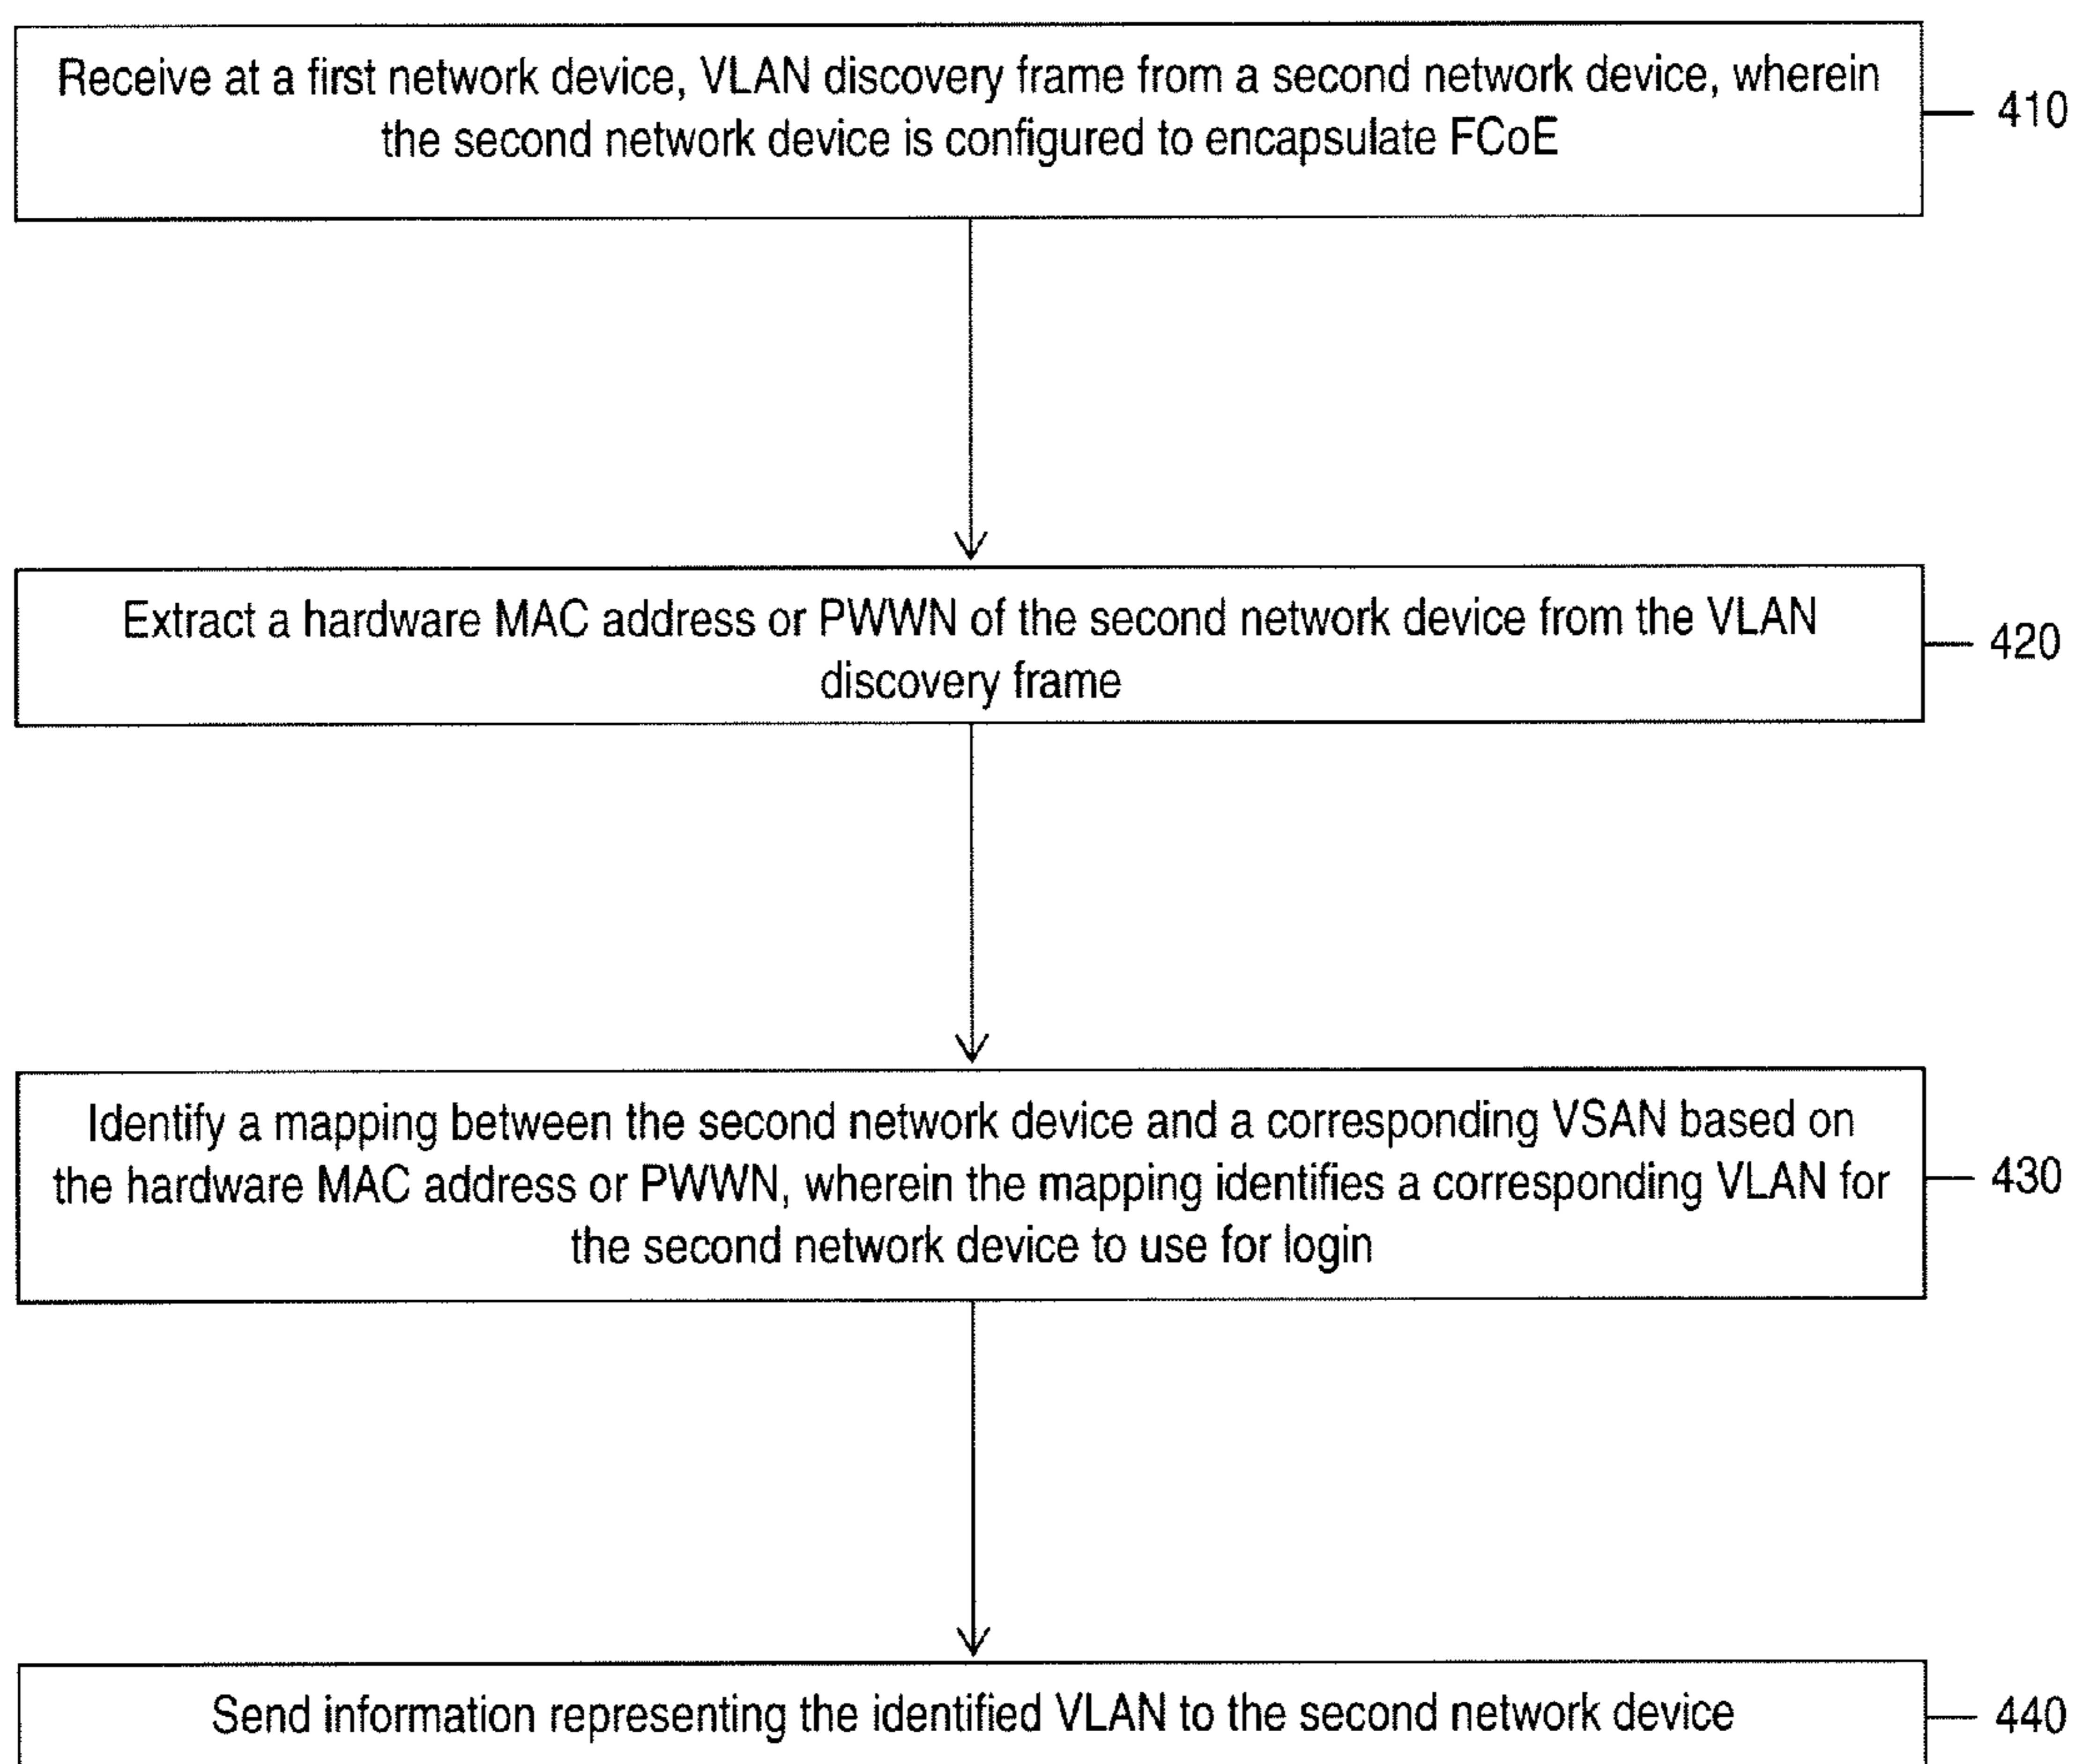 Receive at a first network device, VLAN discovery frame from a second network device, wherein
the second network device is configured to encapsulate FCoE
410
Extract a hardware MAC address or PWWN of the second network device from the VLAN
discovery frame
420
Identify a mapping between the second network device and a corresponding VSAN based on
the hardware MAC address or PWWN, wherein the mapping identifies a corresponding VLAN for
the second network device to use for login
430
Send information representing the identified VLAN to the second network device
440